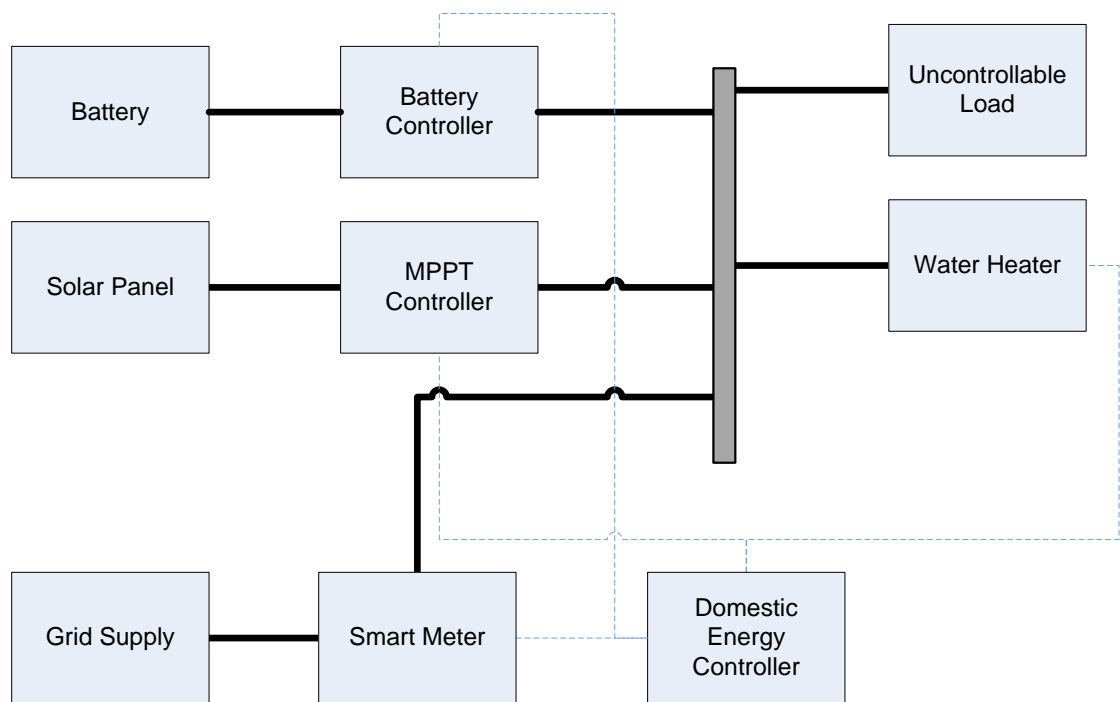 Battery
Battery
Controller
Uncontrollable
Load
Solar Panel
MPPT
Controller
Water Heater
Grid Supply
Smart Meter
Domestic
Energy
Controller